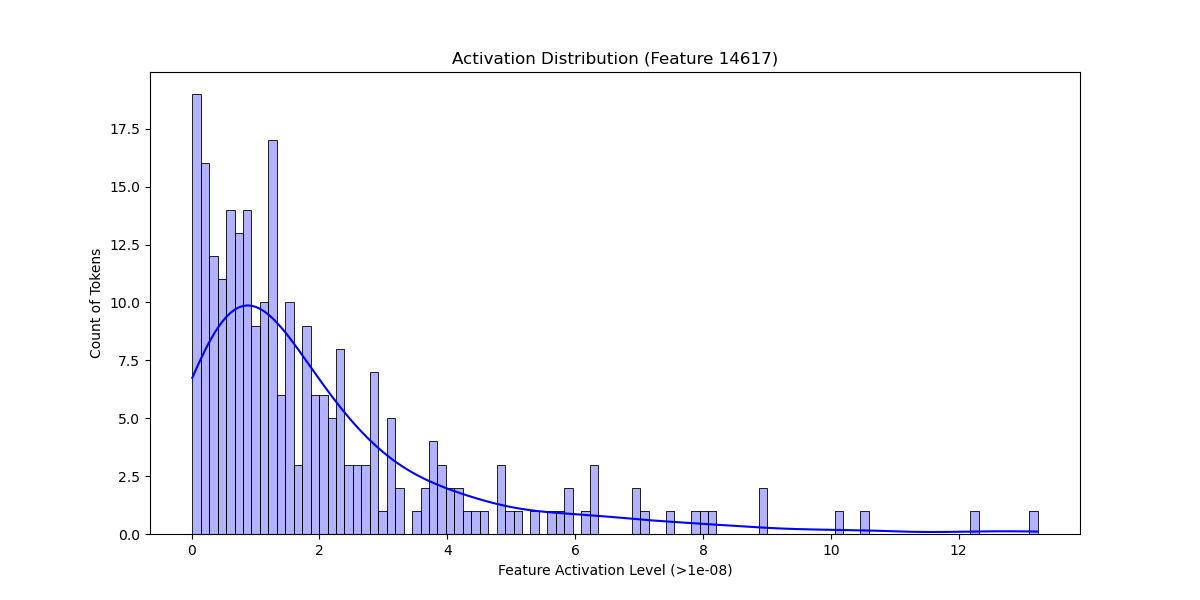 Activation Distribution (Feature 14617)
Count of Tokens
17.5
15.0
12.5
10.0
7.5
5.0
2.5
0.0
0 2 4 6 8 10 12
Feature Activation Level (>1e-08)